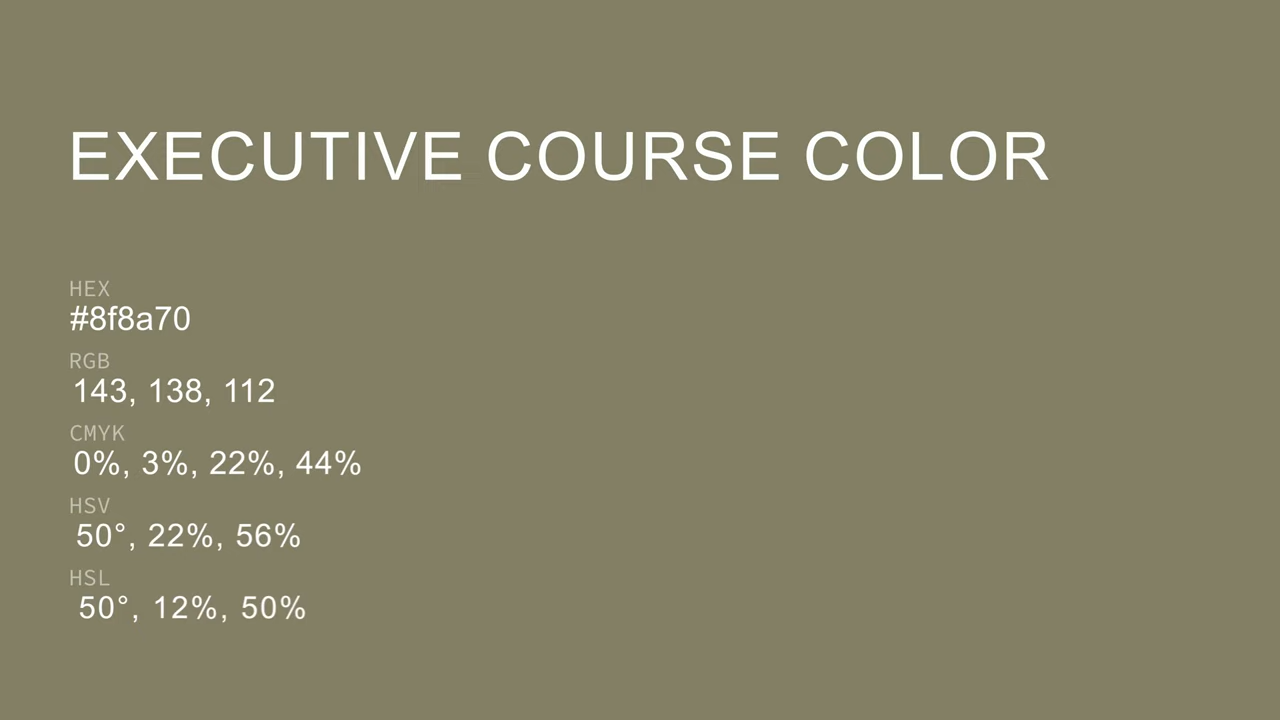 EXECUTIVE COURSE COLOR
HEX
#8f8a70
RGB
143, 138, 112
CMYK
0%, 3%, 22%, 44%
HSV
50°, 22%, 56%
HSL
50°, 12%, 50%